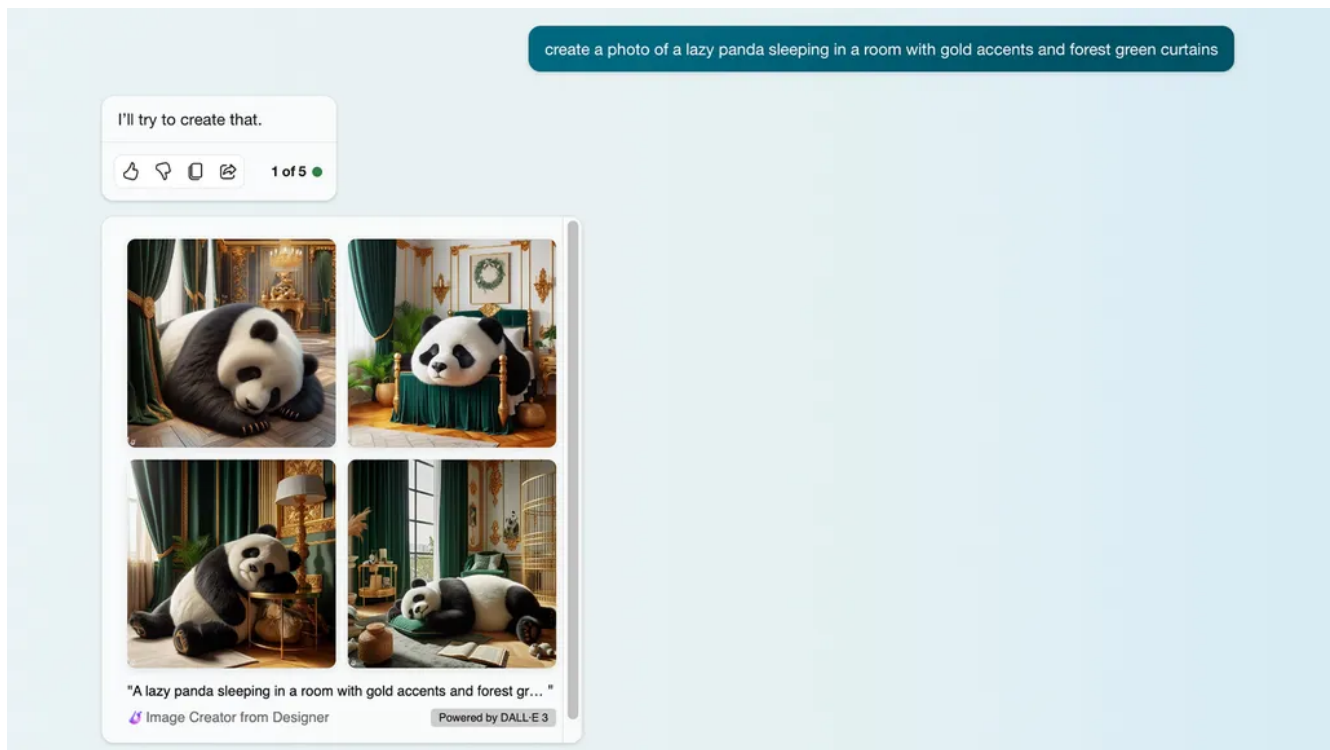 create a photo of a lazy panda sleeping in a room with gold accents and forest green curtains
I'll try to create that.
1 of 5
"A lazy panda sleeping in a room with gold accents and forest gr... "
Image Creator from Designer
Powered by DALL·E 3